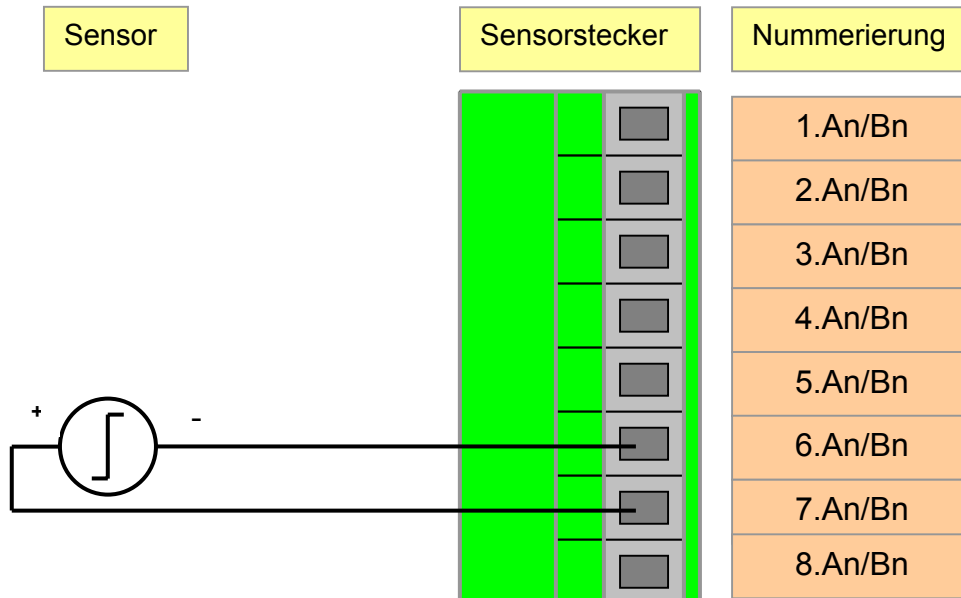 Sensor
Sensorstecker
Nummerierung
1.An/Bn
2.An/Bn
3.An/Bn
4.An/Bn
5.An/Bn
+
-
6.An/Bn
7.An/Bn
8.An/Bn